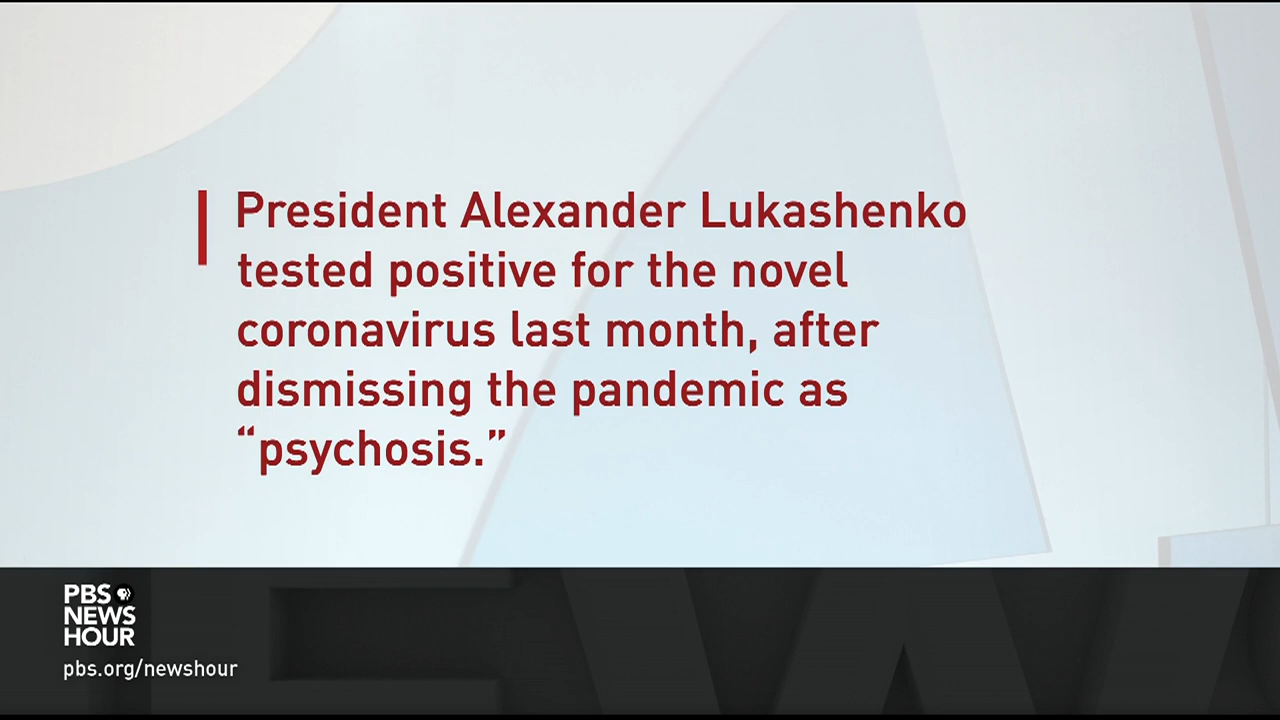 President Alexander Lukashenko
tested positive for the novel
coronavirus last month, after
dismissing the pandemic as
“psychosis.”
PBS
NEWS
HOUR
pbs.org/newshour